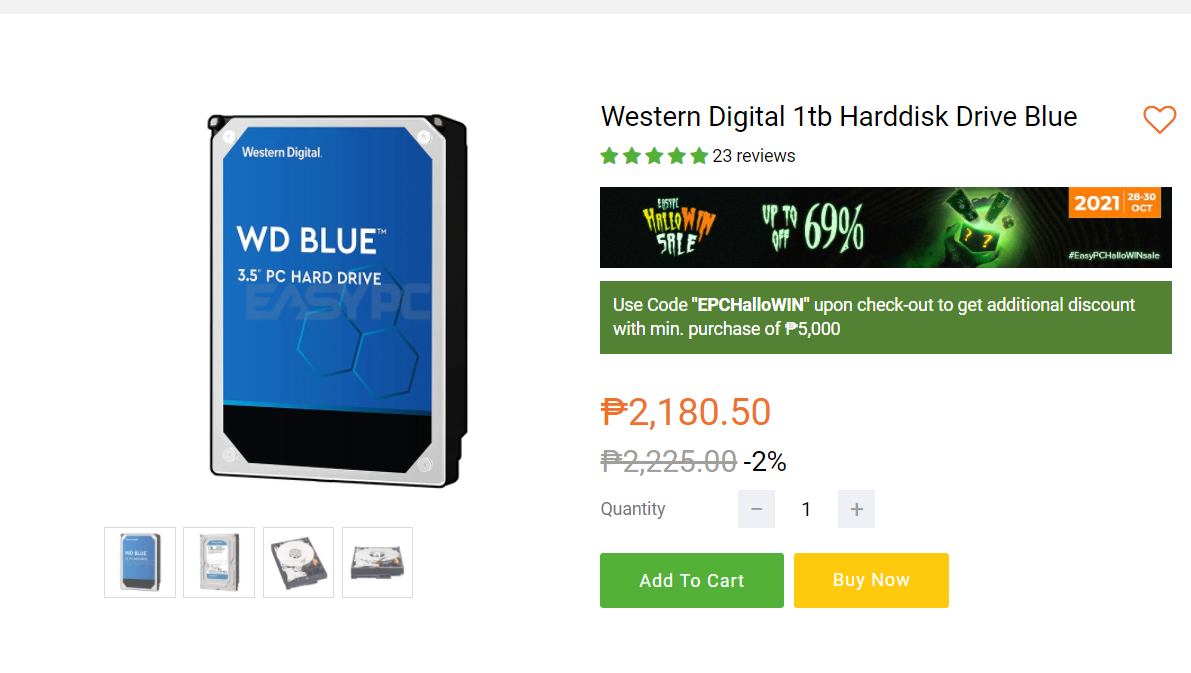 Western Digital.
WD BLUE™
3.5" PC HARD DRIVE
EASYPC
WD BLUE
Western Digital 1tb Harddisk Drive Blue
23 reviews
EASYPC
HALLOWIN
SALE
UP TO
OFF
69%
2021
28-30
OCT
? ?
#EasyPCHalloWINsale
Use Code "EPCHalloWIN" upon check-out to get additional discount
with min. purchase of ₱5,000
₱2,180.50
₱2,225.00 -2%
Quantity − 1 +
Add To Cart
Buy Now